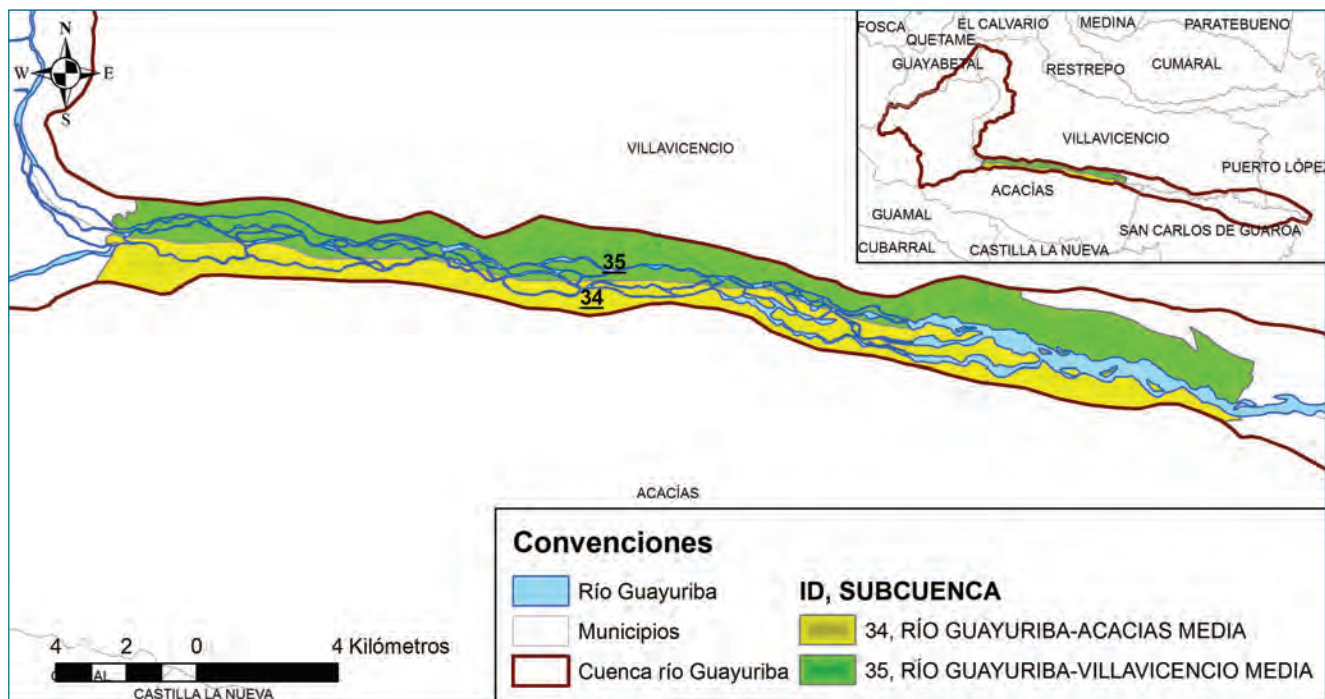 N
W E
S
VILLAVICENCIO
35
34
ACACÍAS
FOSCA
EL CALVARIO
MEDINA
PARATEBUENO
QUETAME
GUAYABETAL
RESTREPO
CUMARAL
VILLAVICENCIO
PUERTO LÓPEZ
ACACÍAS
GUAMAL
SAN CARLOS DE GUAROA
CUBARRAL
CASTILLA LA NUEVA
Convenciones
Río Guayuriba
Municipios
Cuenca río Guayuriba
ID, SUBCUENCA
34, RÍO GUAYURIBA-ACACIAS MEDIA
35, RÍO GUAYURIBA-VILLAVICENCIO MEDIA
4 2 0 4 Kilómetros
CASTILLA LA NUEVA